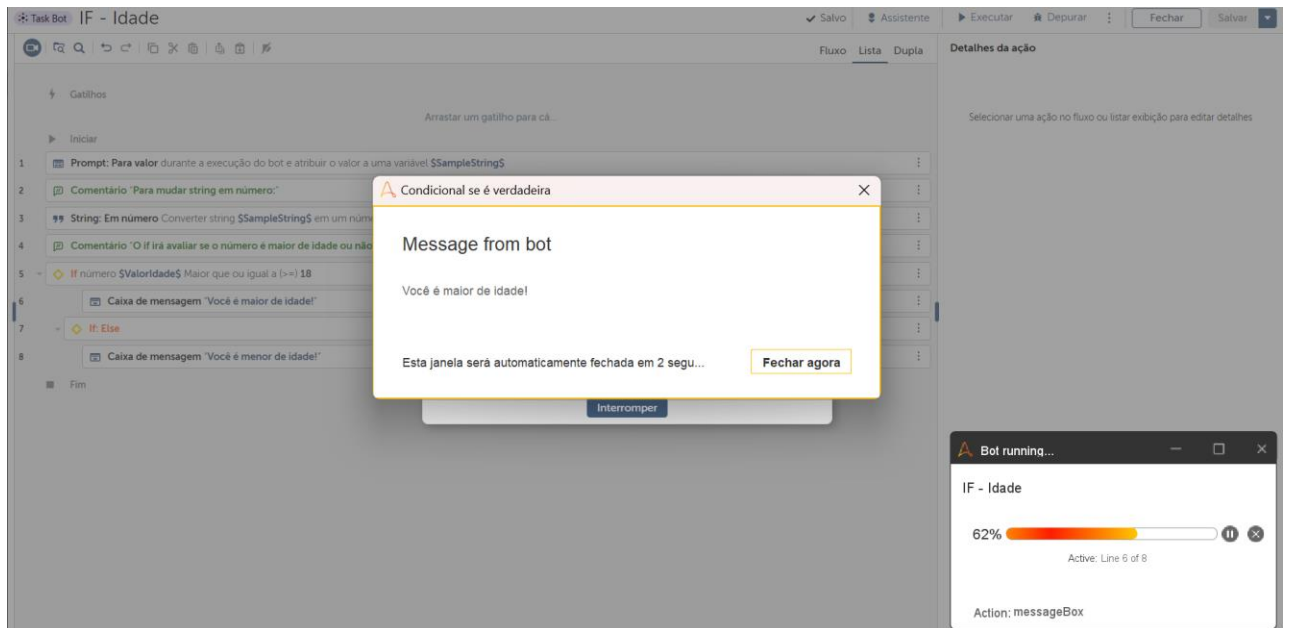 Task Bot IF - Idade
Salvo Assistente Executar Depurar Fechar Salvar
Fluxo Lista Dupla
Detalhes da ação
Gatilhos
Arrastar um gatilho para cá...
Selecionar uma ação no fluxo ou listar exibição para editar detalhes
Iniciar
1 Prompt: Para valor durante a execução do bot e atribuir o valor a uma variável $SampleString$
2 Comentário "Para mudar string em número:"
3 String: Em número Converter string $SampleString$ em um núm
4 Comentário "O if irá avaliar se o número é maior de idade ou não
5 If número $ValorIdade$ Maior que ou igual a (>=) 18
6 Caixa de mensagem "Você é maior de idade!"
7 If: Else
8 Caixa de mensagem "Você é menor de idade!"
Fim
Condicional se é verdadeira
Message from bot
Você é maior de idade!
Esta janela será automaticamente fechada em 2 segu...
Fechar agora
Interromper
Bot running...
IF - Idade
62%
Active: Line 6 of 8
Action: messageBox